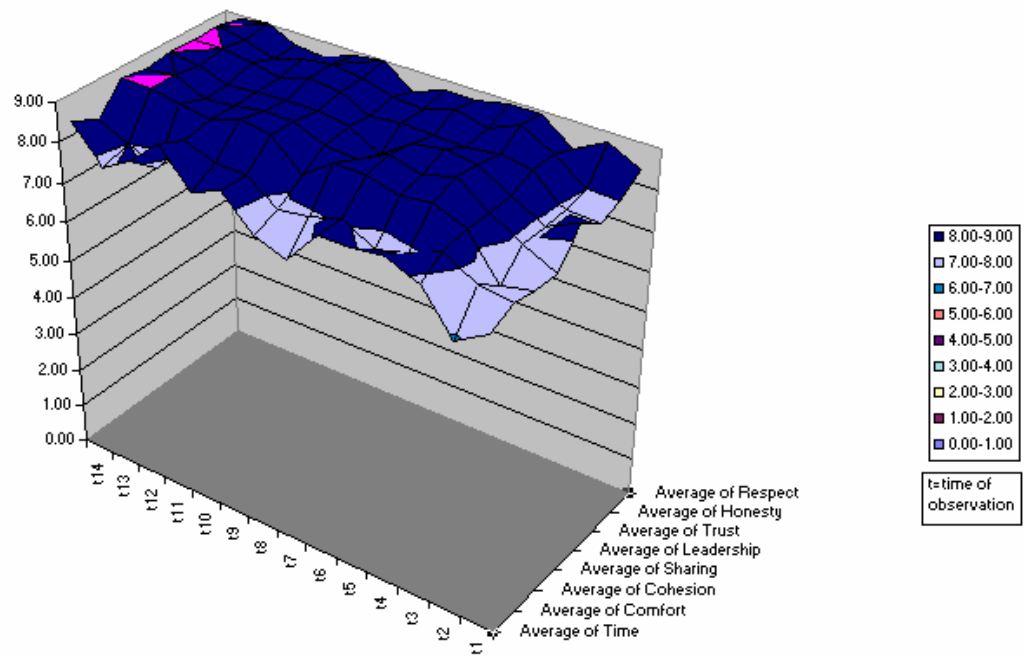 9.00
8.00
7.00
6.00
5.00
4.00
3.00
2.00
1.00
0.00
t14
t13
t12
t11
t10
t9
t8
t7
t6
t5
t4
t3
t2
t1
Average of Respect
Average of Honesty
Average of Trust
Average of Leadership
Average of Sharing
Average of Cohesion
Average of Comfort
Average of Time
8.00-9.00
7.00-8.00
6.00-7.00
5.00-6.00
4.00-5.00
3.00-4.00
2.00-3.00
1.00-2.00
0.00-1.00
t=time of
observation